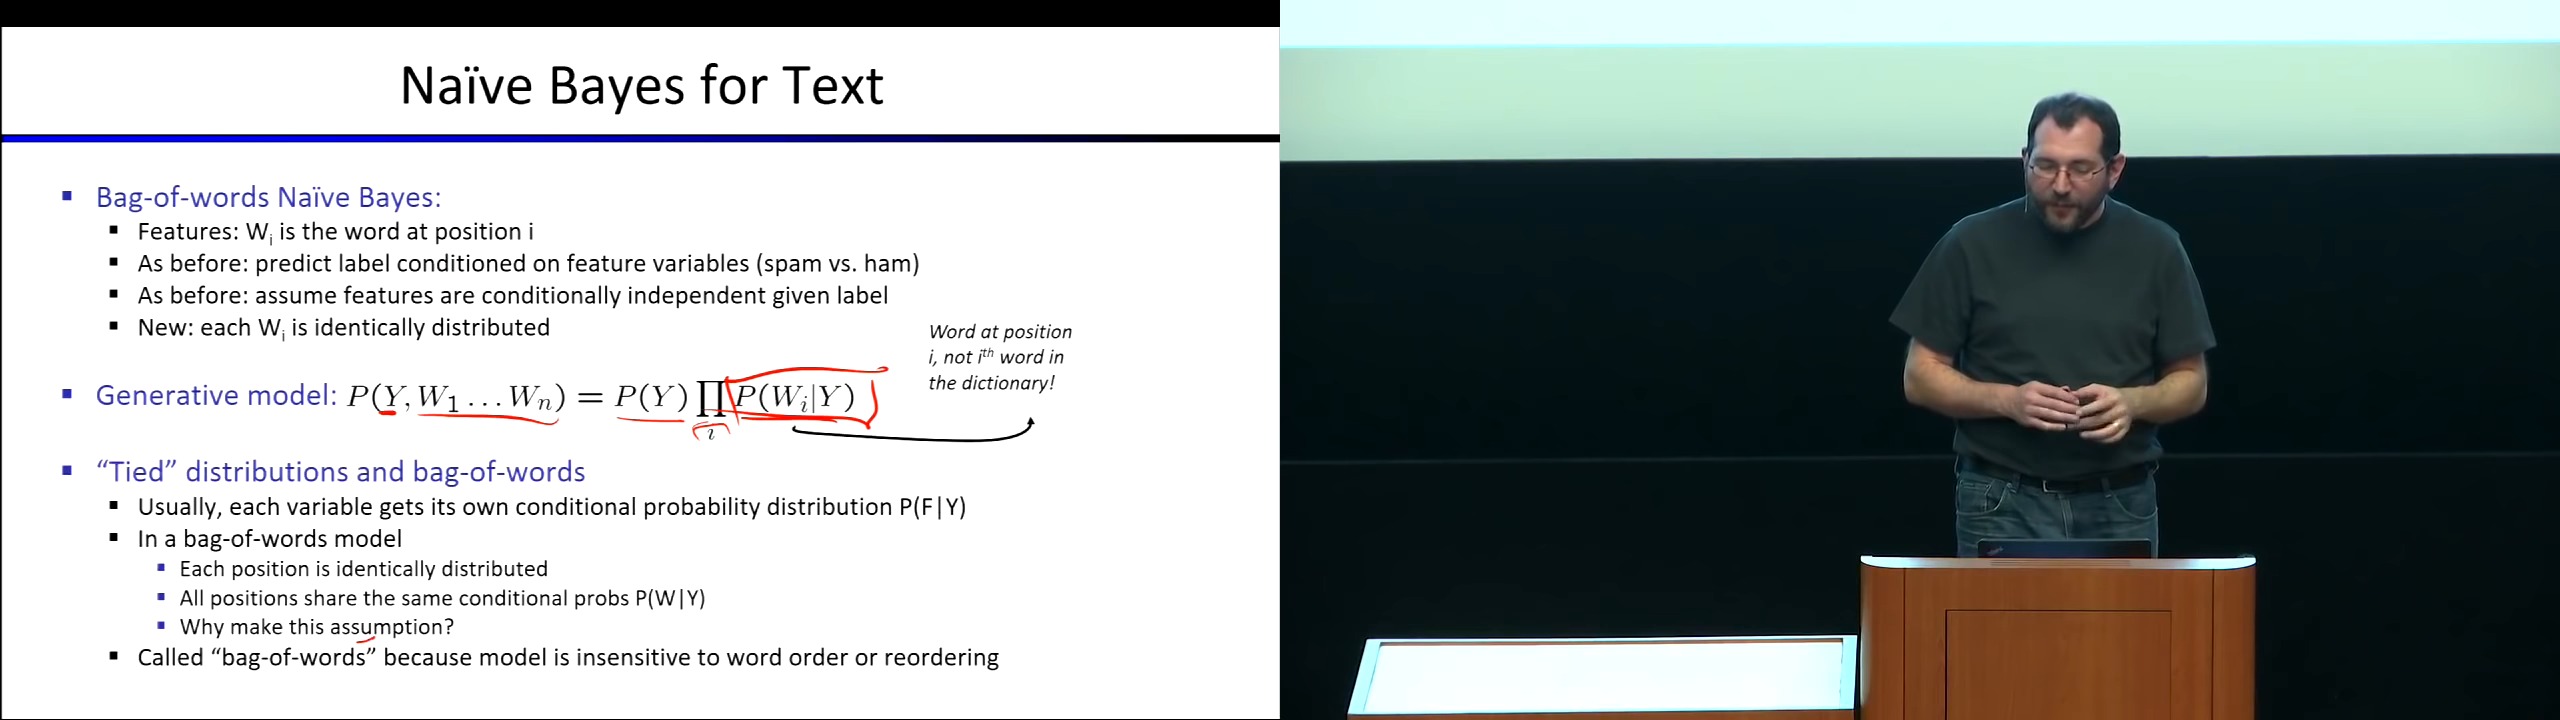 Naïve Bayes for Text
Bag-of-words Naïve Bayes:
Features: Wi is the word at position i
As before: predict label conditioned on feature variables (spam vs. ham)
As before: assume features are conditionally independent given label
New: each Wi is identically distributed
Word at position
i, not ith word in
the dictionary!
Generative model: P(Y, W1 … Wn) = P(Y) ∏i P(Wi|Y)
“Tied” distributions and bag-of-words
Usually, each variable gets its own conditional probability distribution P(F|Y)
In a bag-of-words model
Each position is identically distributed
All positions share the same conditional probs P(W|Y)
Why make this assumption?
Called “bag-of-words” because model is insensitive to word order or reordering